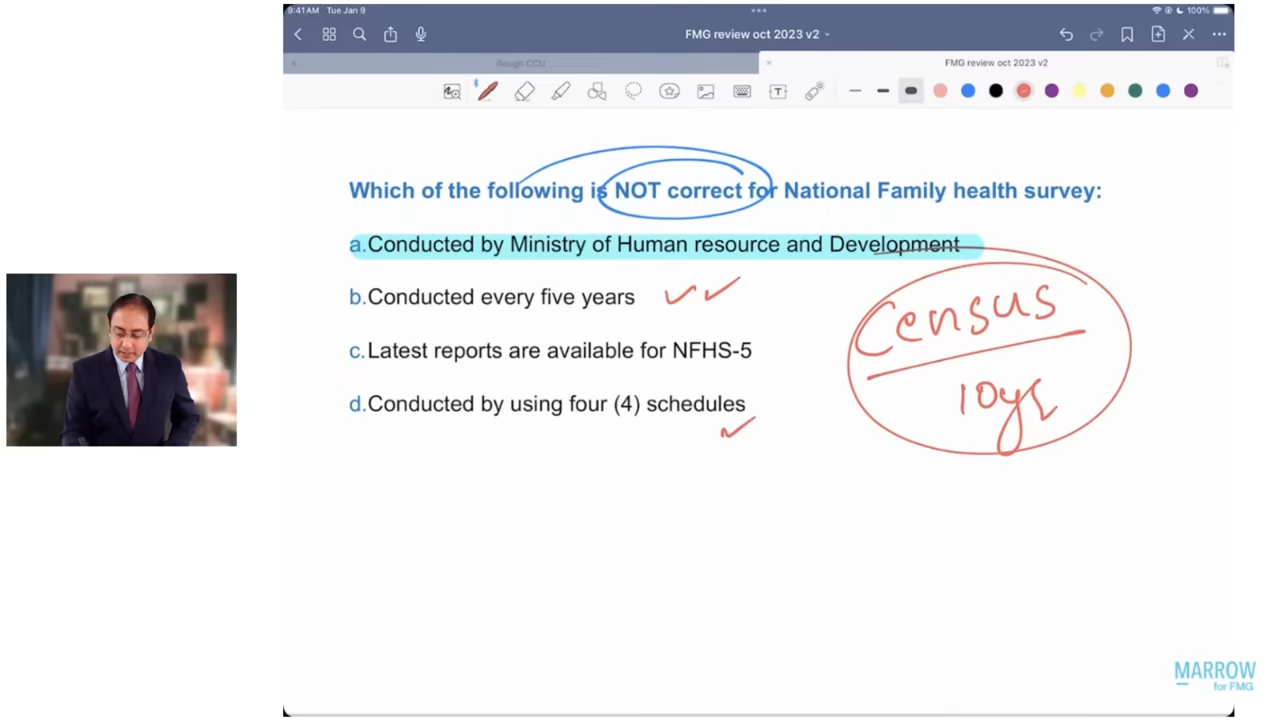 9:41AM Tue Jan 9
100%
FMG review oct 2023 v2
Rough CCU
FMG review oct 2023 v2
T
Which of the following is NOT correct for National Family health survey:
a.Conducted by Ministry of Human resource and Development
b.Conducted every five years
c.Latest reports are available for NFHS-5
d.Conducted by using four (4) schedules
Census
10yr
MARROW
for FMG